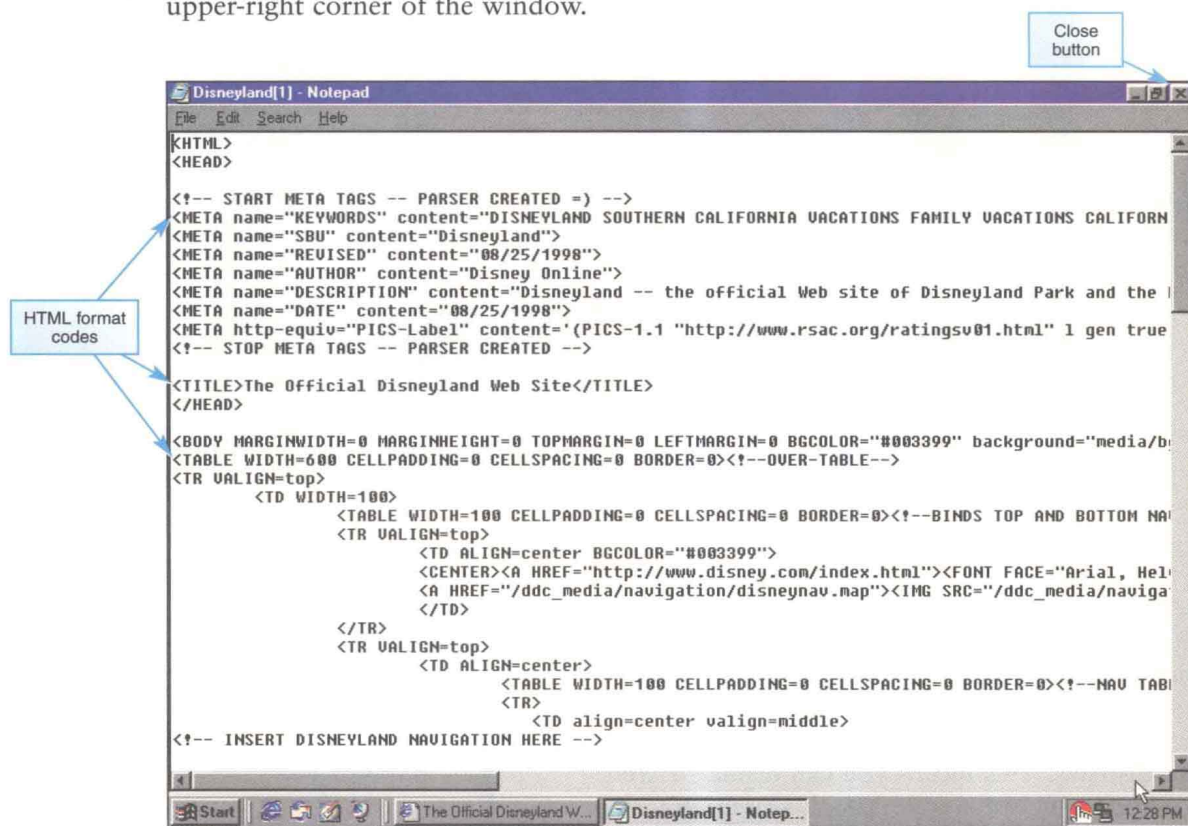 upper-right corner of the window.
Close
button
Disneyland[1] - Notepad
File Edit Search Help
<HTML>
<HEAD>
<!-- START META TAGS -- PARSER CREATED =) -->
<META name="KEYWORDS" content="DISNEYLAND SOUTHERN CALIFORNIA VACATIONS FAMILY VACATIONS CALIFORN
<META name="SBU" content="Disneyland">
<META name="REVISED" content="08/25/1998">
<META name="AUTHOR" content="Disney Online">
<META name="DESCRIPTION" content="Disneyland -- the official Web site of Disneyland Park and the
<META name="DATE" content="08/25/1998">
<META http-equiv="PICS-Label" content='(PICS-1.1 "http://www.rsac.org/ratingsv01.html" l gen true
<!-- STOP META TAGS -- PARSER CREATED -->
HTML format
codes
<TITLE>The Official Disneyland Web Site</TITLE>
</HEAD>
<BODY MARGINWIDTH=0 MARGINHEIGHT=0 TOPMARGIN=0 LEFTMARGIN=0 BGCOLOR="#003399" background="media/b
<TABLE WIDTH=600 CELLPADDING=0 CELLSPACING=0 BORDER=0><!--OVER-TABLE-->
<TR VALIGN=top>
<TD WIDTH=100>
<TABLE WIDTH=100 CELLPADDING=0 CELLSPACING=0 BORDER=0><!--BINDS TOP AND BOTTOM NA
<TR VALIGN=top>
<TD ALIGN=center BGCOLOR="#003399">
<CENTER><A HREF="http://www.disney.com/index.html"><FONT FACE="Arial, Hel
<A HREF="/ddc_media/navigation/disneynav.map"><IMG SRC="/ddc_media/naviga
</TD>
</TR>
<TR VALIGN=top>
<TD ALIGN=center>
<TABLE WIDTH=100 CELLPADDING=0 CELLSPACING=0 BORDER=0><!--NAV TAB
<TR>
<TD align=center valign=middle>
<!-- INSERT DISNEYLAND NAVIGATION HERE -->
Start The Official Disneyland W... Disneyland[1] - Notep... 12:28 PM